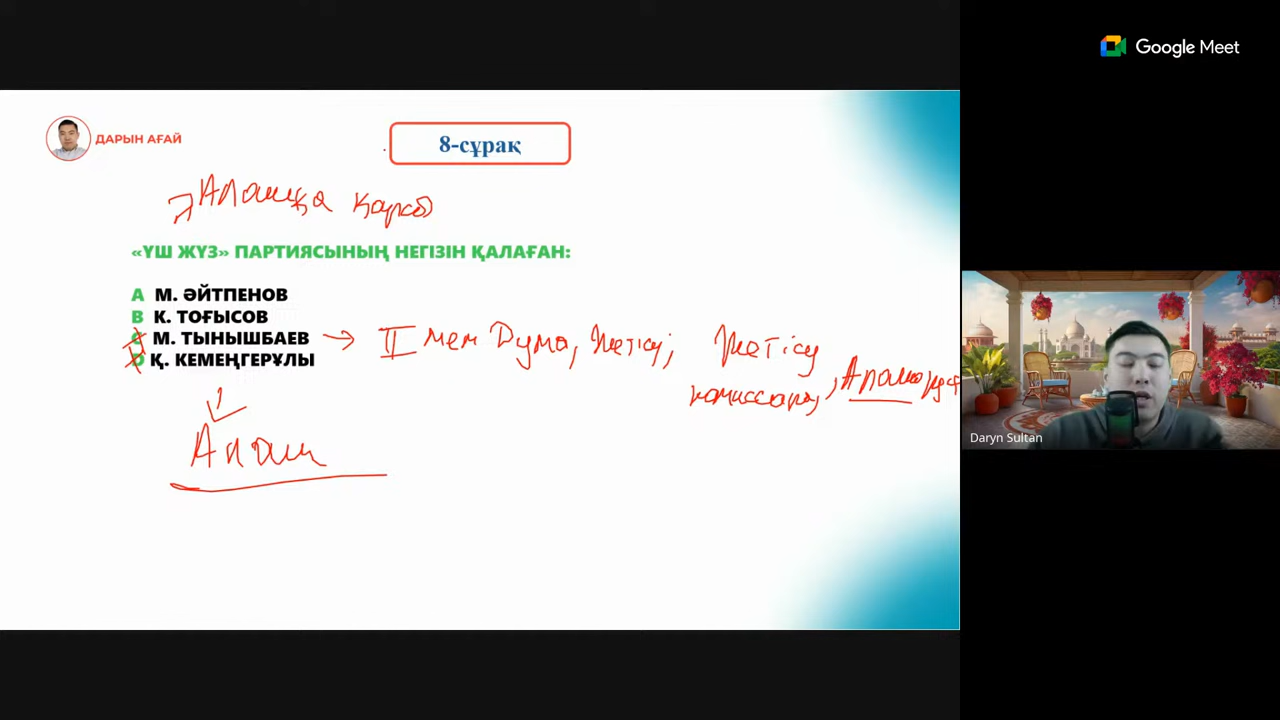 Google Meet
ДАРЫН АҒАЙ
8-сұрақ
Алашқа қарсы
«ҮШ ЖҮЗ» ПАРТИЯСЫНЫҢ НЕГІЗІН ҚАЛАҒАН:
A М. ӘЙТПЕНОВ
B К. ТОҒЫСОВ
C М. ТЫНЫШБАЕВ → II мем Дума, Жетісу; Жетісу
D Қ. КЕМЕҢГЕРҰЛЫ
комиссары, Алаш
Алаш
Daryn Sultan